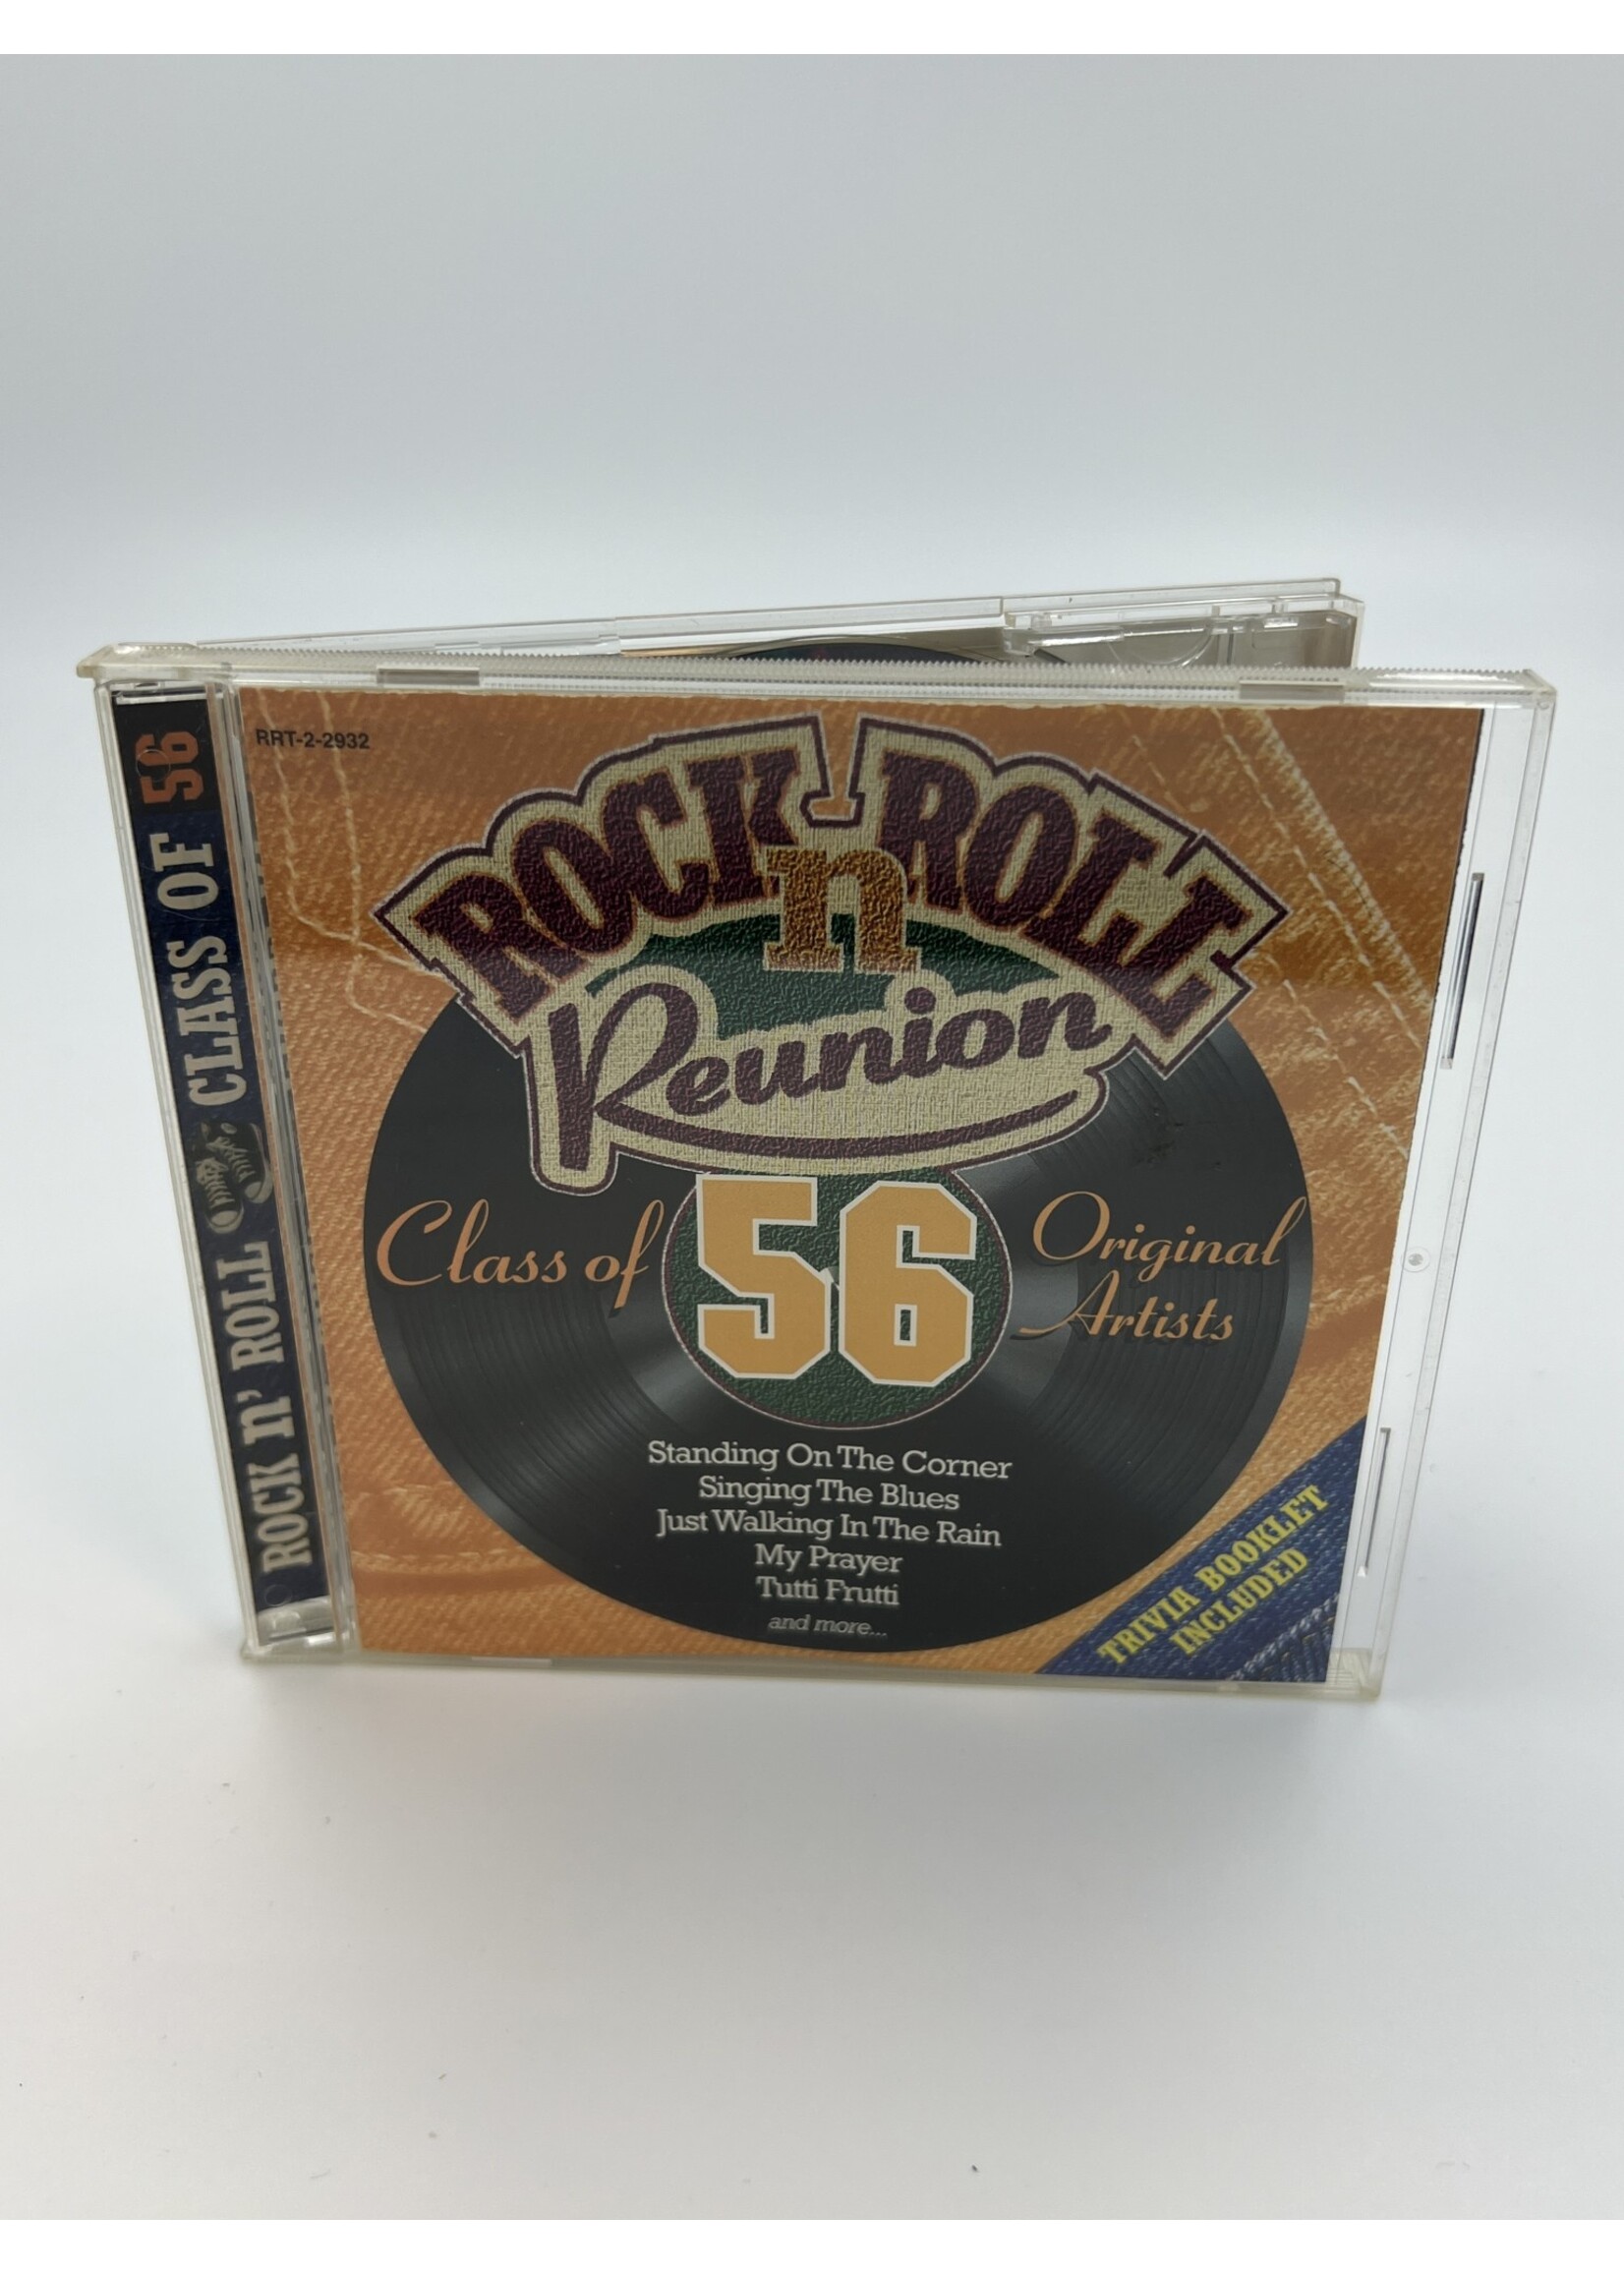 ROCK n' ROLL CLASS OF 56
RRT-2-2932
ROCK n ROLL
Reunion
Class of 56 Original
Artists
Standing On The Corner
Singing The Blues
Just Walking In The Rain
My Prayer
Tutti Frutti
and more...
TRIVIA BOOKLET
INCLUDED